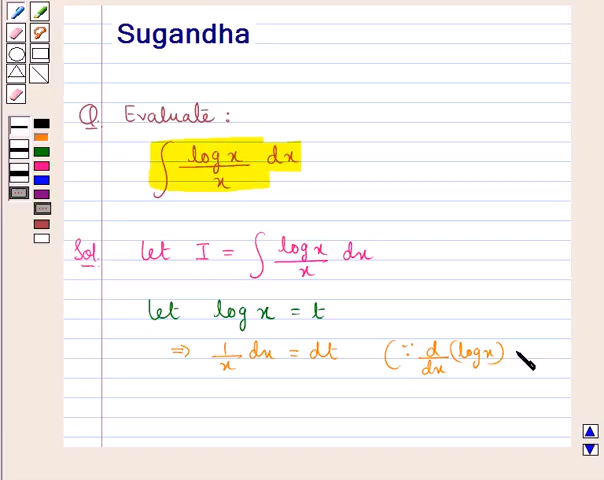 Sugandha
Q. Evaluate :
∫ log x / x dx
Sol. let I = ∫ log x / x dx
let log x = t
⇒ 1/x dx = dt (∵ d/dx (log x)